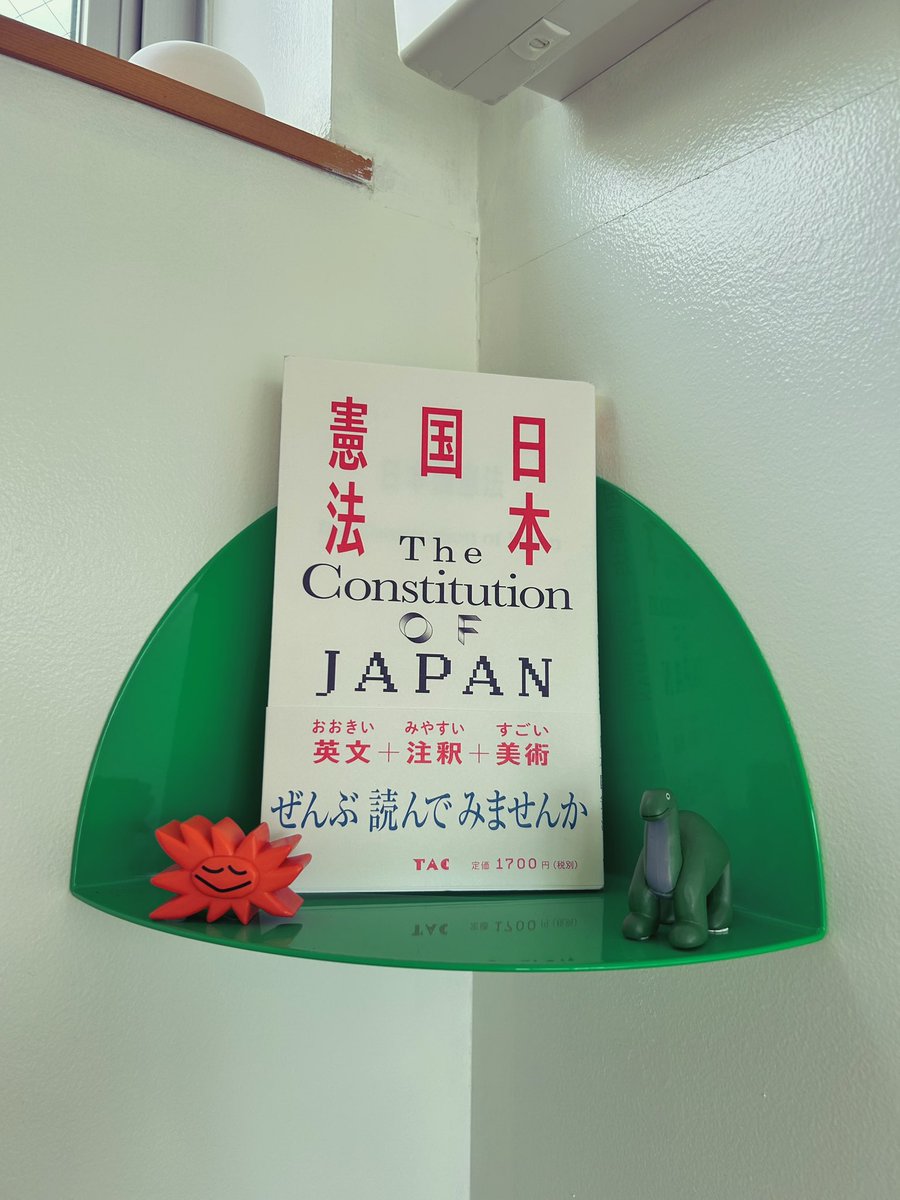 日本
国
憲法
The
Constitution
OF
JAPAN
おおきい みやすい すごい
英文+注釈+美術
ぜんぶ 読んで みませんか
TAC 定価 1700 円(税別)